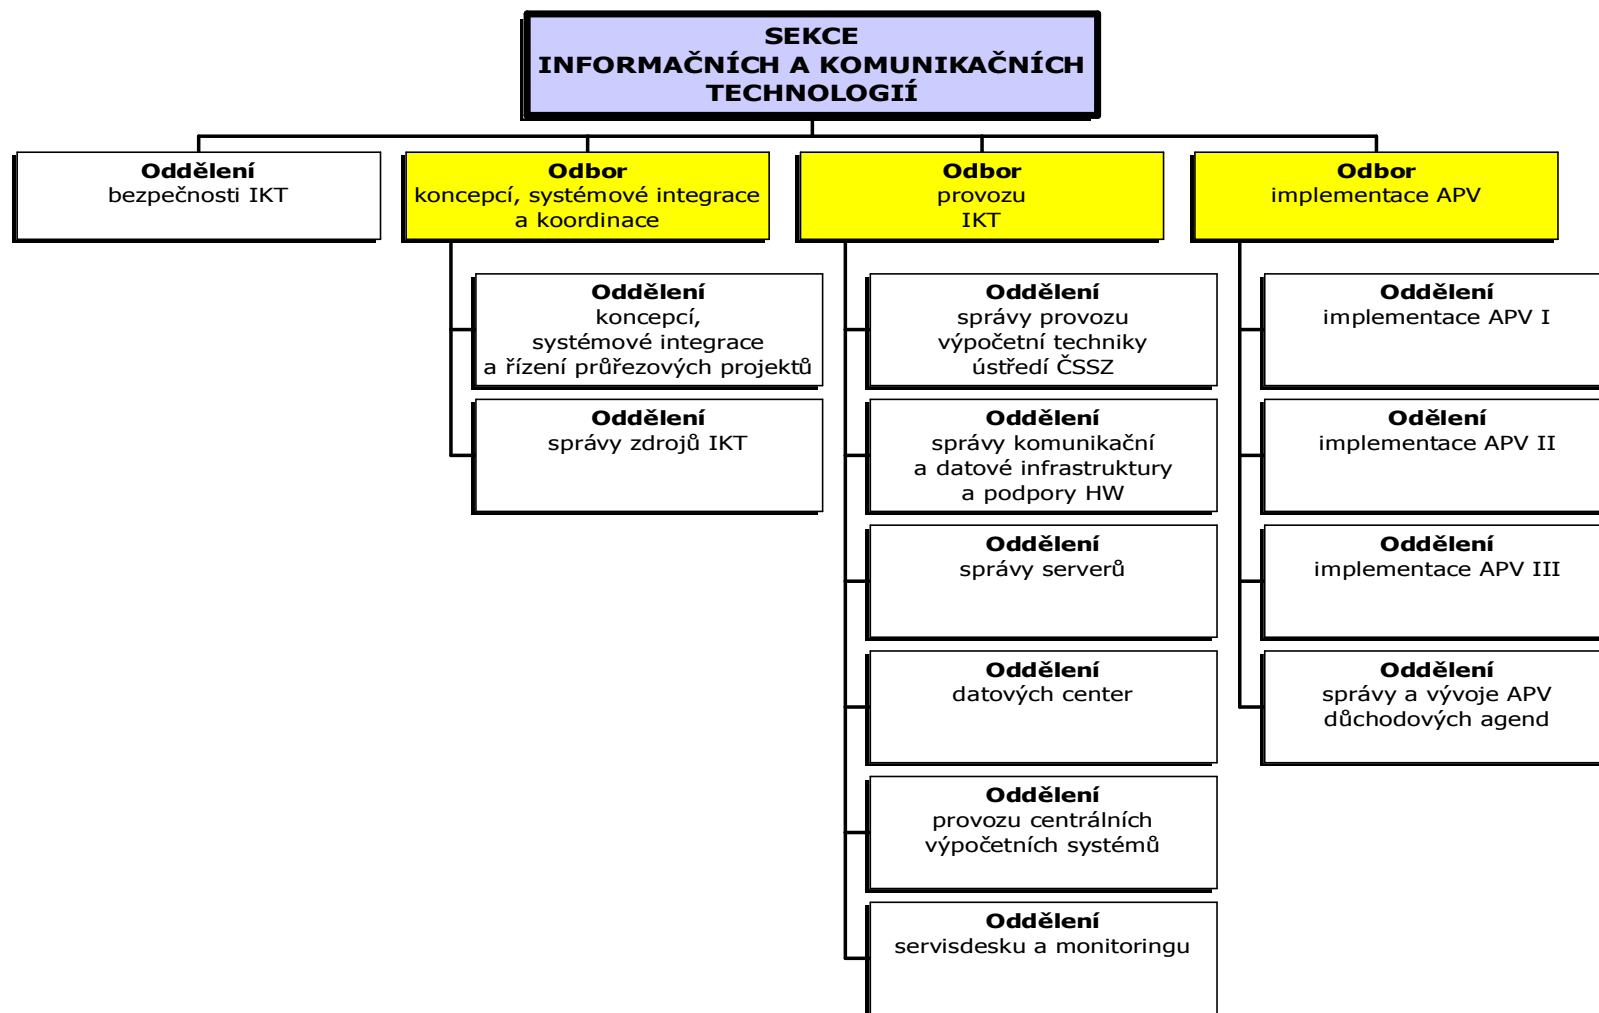 SEKCE
INFORMAČNÍCH A KOMUNIKAČNÍCH
TECHNOLOGIÍ
Oddělení
bezpečnosti IKT
Odbor
koncepcí, systémové integrace
a koordinace
Odbor
provozu
IKT
Odbor
implementace APV
Oddělení
koncepcí,
systémové integrace
a řízení průřezových projektů
Oddělení
správy zdrojů IKT
Oddělení
správy provozu
výpočetní techniky
ústředí ČSSZ
Oddělení
správy komunikační
a datové infrastruktury
a podpory HW
Oddělení
správy serverů
Oddělení
datových center
Oddělení
provozu centrálních
výpočetních systémů
Oddělení
servisdesku a monitoringu
Oddělení
implementace APV I
Odělení
implementace APV II
Oddělení
implementace APV III
Oddělení
správy a vývoje APV
důchodových agend